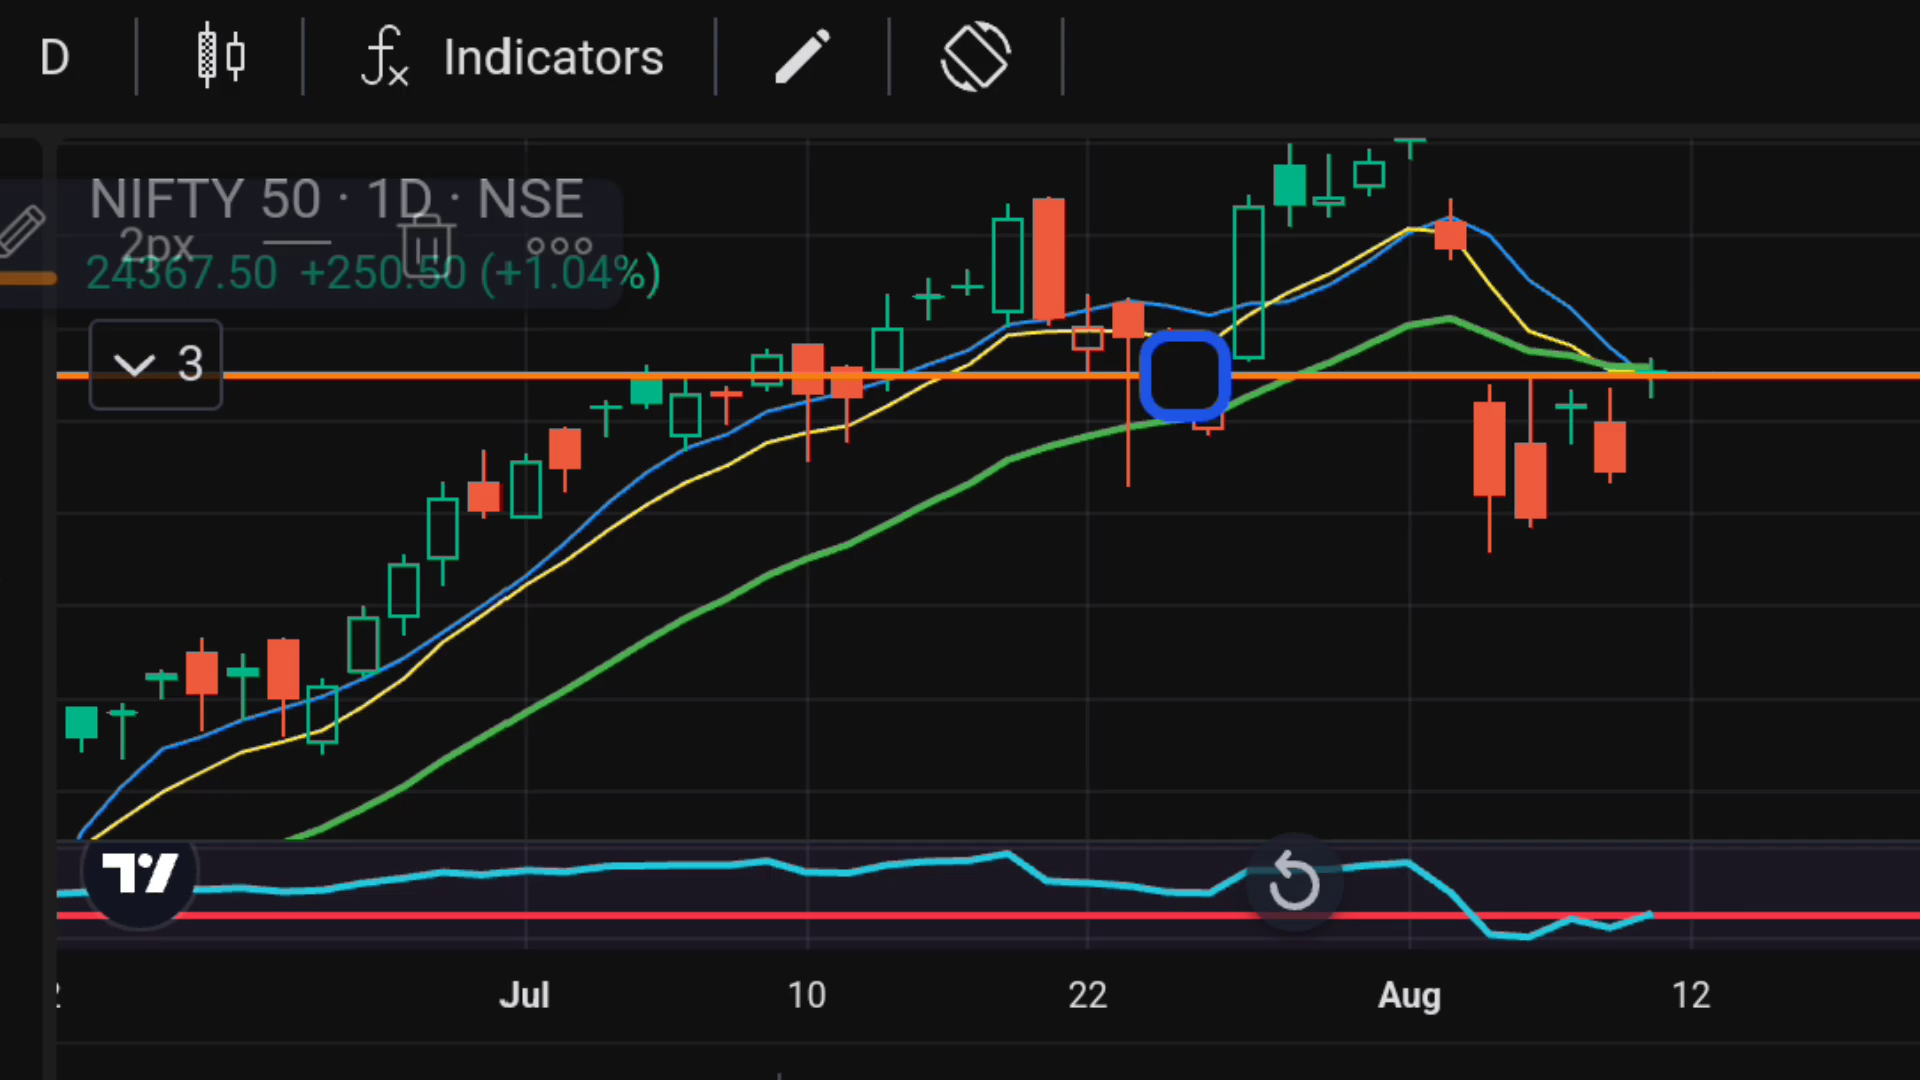 D
Indicators
NIFTY 50 · 1D · NSE
2px
24367.50 +250.50 (+1.04%)
3
Jul 10 22 Aug 12